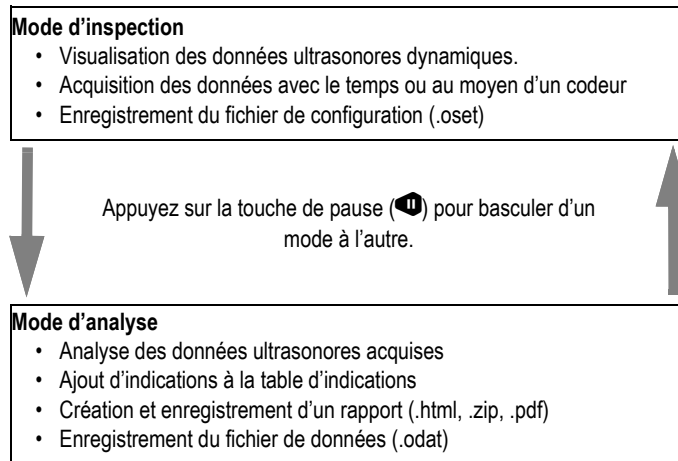 Mode d’inspection
• Visualisation des données ultrasonores dynamiques.
• Acquisition des données avec le temps ou au moyen d’un codeur
• Enregistrement du fichier de configuration (.oset)
Appuyez sur la touche de pause () pour basculer d’un
mode à l’autre.
Mode d’analyse
• Analyse des données ultrasonores acquises
• Ajout d’indications à la table d’indications
• Création et enregistrement d’un rapport (.html, .zip, .pdf)
• Enregistrement du fichier de données (.odat)